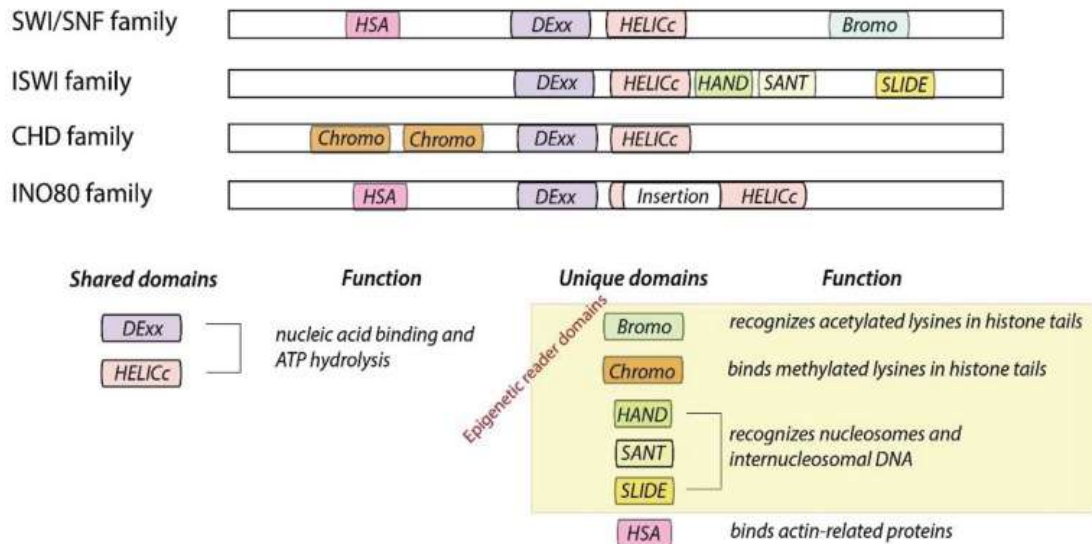 SWI/SNF family HSA DExx HELICc Bromo
ISWI family DExx HELICc HAND SANT SLIDE
CHD family Chromo Chromo DExx HELICc
INO80 family HSA DExx Insertion HELICc
Shared domains Function
DExx
HELICc
nucleic acid binding and
ATP hydrolysis
Unique domains Function
Epigenetic reader domains
Bromo recognizes acetylated lysines in histone tails
Chromo binds methylated lysines in histone tails
HAND
SANT
SLIDE
recognizes nucleosomes and
internucleosomal DNA
HSA binds actin-related proteins